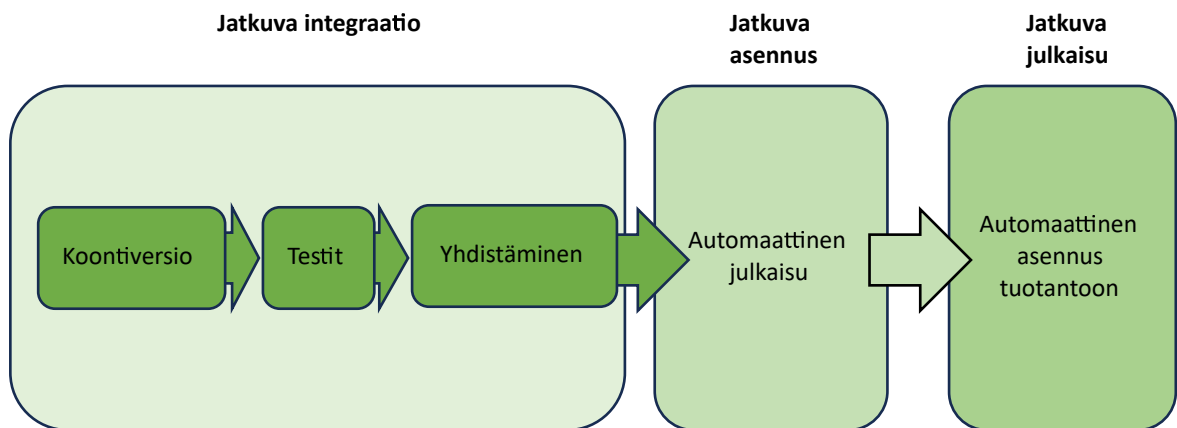 Jatkuva integraatio
Jatkuva
asennus
Jatkuva
julkaisu
Koontiversio
Testit
Yhdistäminen
Automaattinen
julkaisu
Automaattinen
asennus
tuotantoon